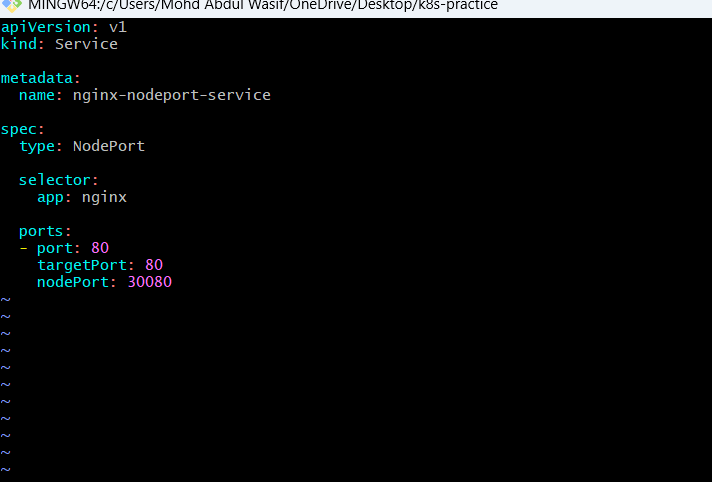 MINGW64:/c/Users/Mohd Abdul Wasif/OneDrive/Desktop/k8s-practice
apiVersion: v1
kind: Service
metadata:
  name: nginx-nodeport-service
spec:
  type: NodePort
  selector:
    app: nginx
  ports:
  - port: 80
    targetPort: 80
    nodePort: 30080
~
~
~
~
~
~
~
~
~
~
~